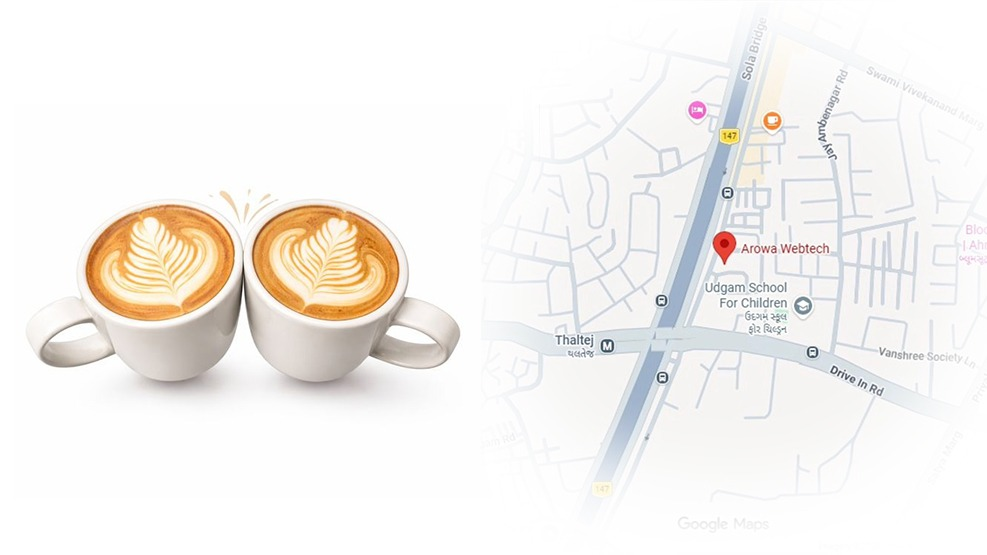 Sola Bridge
Swami Vivekanand Marg
Jay Ambenagar Rd
147
Arowa Webtech
Udgam School
For Children
ઉદગમ સ્કૂલ
ફોર ચિલ્ડ્રન
Thaltej
થલતેજ
M
Vanshree Society Ln
Drive In Rd
147
Google Maps